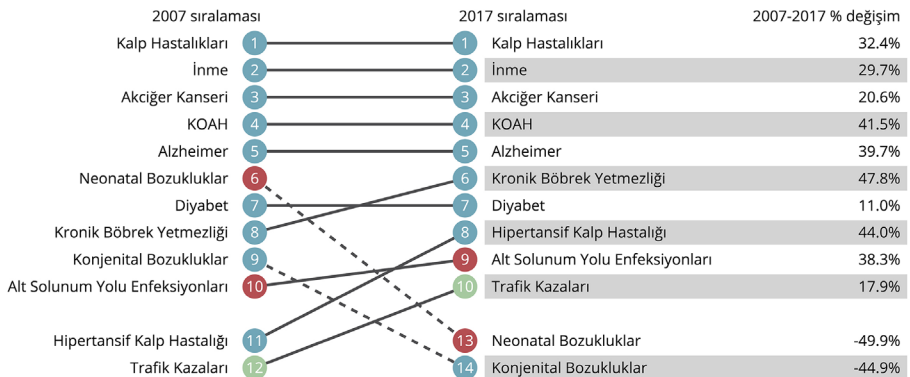 2007 sıralaması 2017 sıralaması 2007-2017 % değişim
Kalp Hastalıkları 1 1 Kalp Hastalıkları 32.4%
İnme 2 2 İnme 29.7%
Akciğer Kanseri 3 3 Akciğer Kanseri 20.6%
KOAH 4 4 KOAH 41.5%
Alzheimer 5 5 Alzheimer 39.7%
Neonatal Bozukluklar 6 6 Kronik Böbrek Yetmezliği 47.8%
Diyabet 7 7 Diyabet 11.0%
Kronik Böbrek Yetmezliği 8 8 Hipertansif Kalp Hastalığı 44.0%
Konjenital Bozukluklar 9 9 Alt Solunum Yolu Enfeksiyonları 38.3%
Alt Solunum Yolu Enfeksiyonları 10 10 Trafik Kazaları 17.9%
Hipertansif Kalp Hastalığı 11 13 Neonatal Bozukluklar -49.9%
Trafik Kazaları 12 14 Konjenital Bozukluklar -44.9%